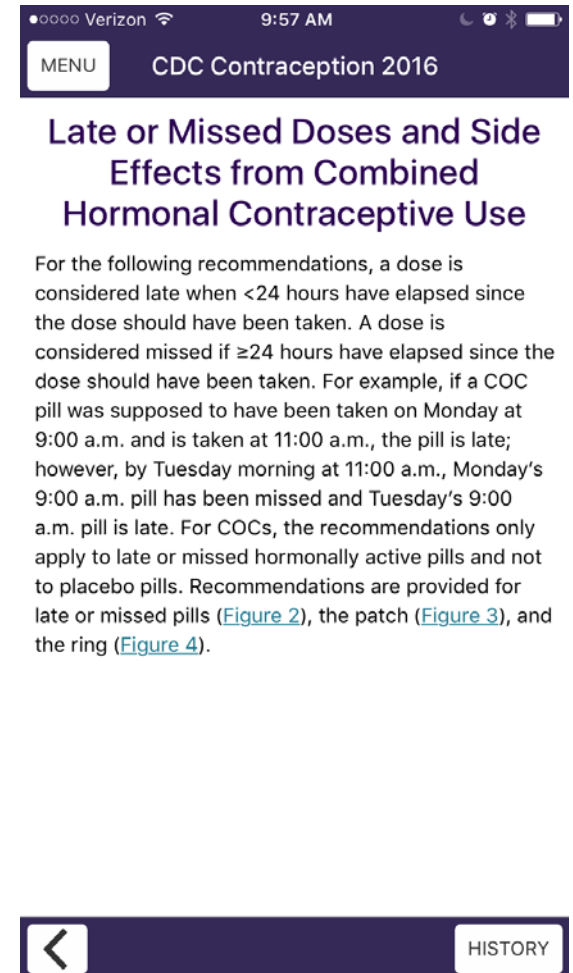 Verizon 9:57 AM
MENU CDC Contraception 2016
Late or Missed Doses and Side
Effects from Combined
Hormonal Contraceptive Use
For the following recommendations, a dose is
considered late when <24 hours have elapsed since
the dose should have been taken. A dose is
considered missed if ≥24 hours have elapsed since the
dose should have been taken. For example, if a COC
pill was supposed to have been taken on Monday at
9:00 a.m. and is taken at 11:00 a.m., the pill is late;
however, by Tuesday morning at 11:00 a.m., Monday’s
9:00 a.m. pill has been missed and Tuesday’s 9:00
a.m. pill is late. For COCs, the recommendations only
apply to late or missed hormonally active pills and not
to placebo pills. Recommendations are provided for
late or missed pills (Figure 2), the patch (Figure 3), and
the ring (Figure 4).
HISTORY